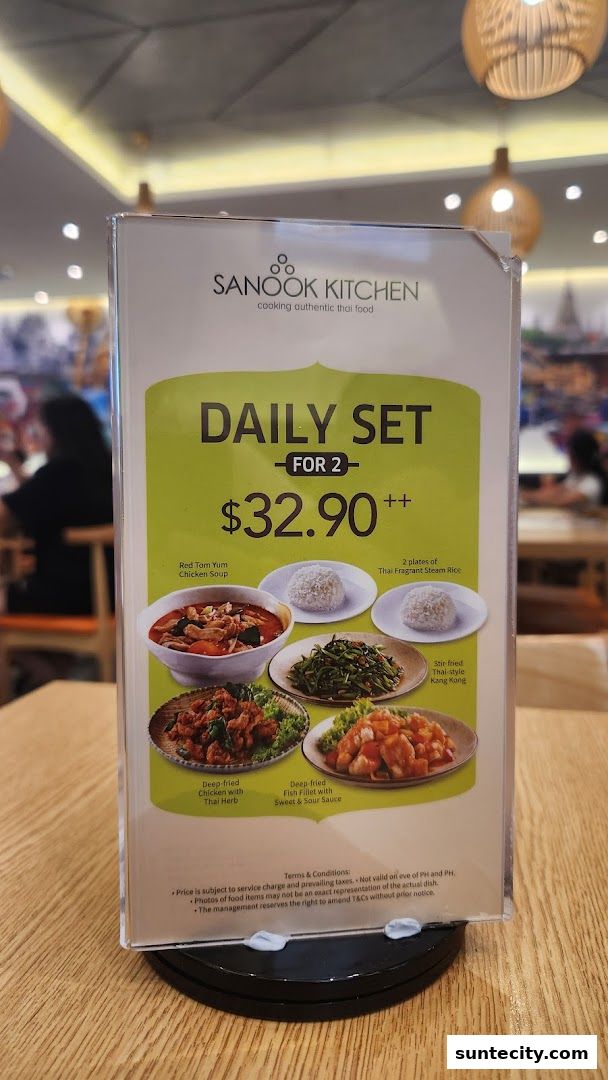 SANOOK KITCHEN
cooking authentic thai food
DAILY SET
FOR 2
$32.90++
Red Tom Yum
Chicken Soup
2 plates of
Thai Fragrant Steam Rice
Stir-fried
Thai-style
Kang Kong
Deep-fried
Chicken with
Thai Herb
Deep-fried
Fish Fillet with
Sweet & Sour Sauce
Terms & Conditions:
• Price is subject to service charge and prevailing taxes. • Not valid on eve of PH and PH.
• Photos of food items may not be an exact representation of the actual dish.
• The management reserves the right to amend T&Cs without prior notice.
suntecity.com